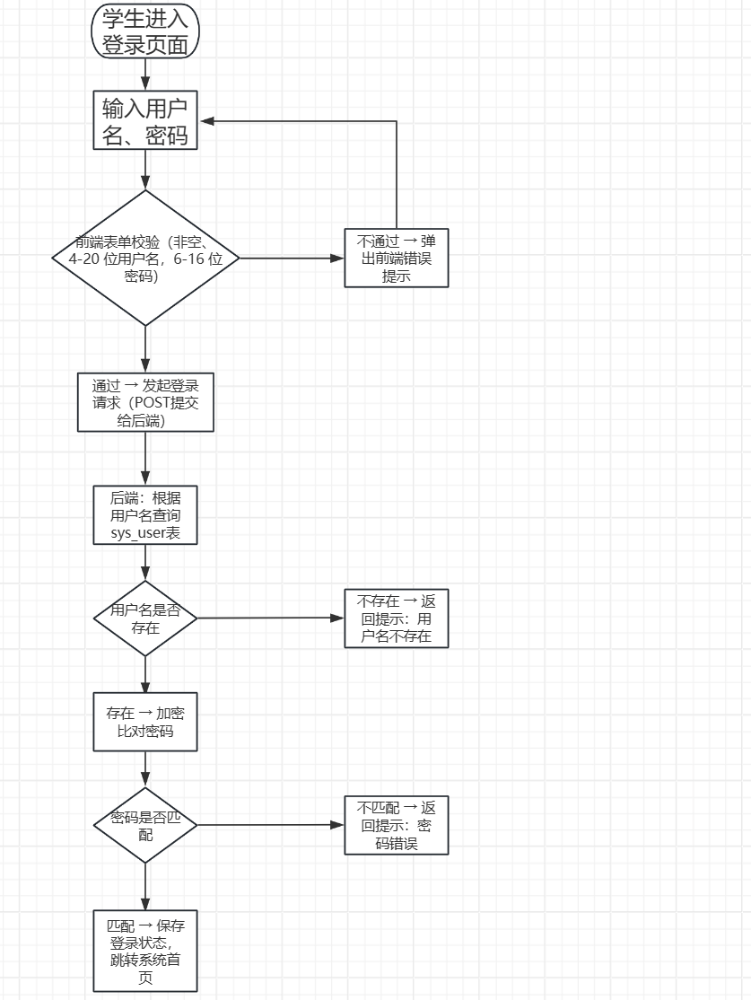 学生进入
登录页面
输入用户
名、密码
前端表单校验（非空、
4-20 位用户名，6-16 位
密码）
不通过 → 弹
出前端错误
提示
通过 → 发起登录
请求（POST提交
给后端）
后端：根据
用户名查询
sys_user表
用户名是否
存在
不存在 → 返
回提示：用
户名不存在
存在 → 加密
比对密码
密码是否匹
配
不匹配 → 返
回提示：密
码错误
匹配 → 保存
登录状态，
跳转系统首
页